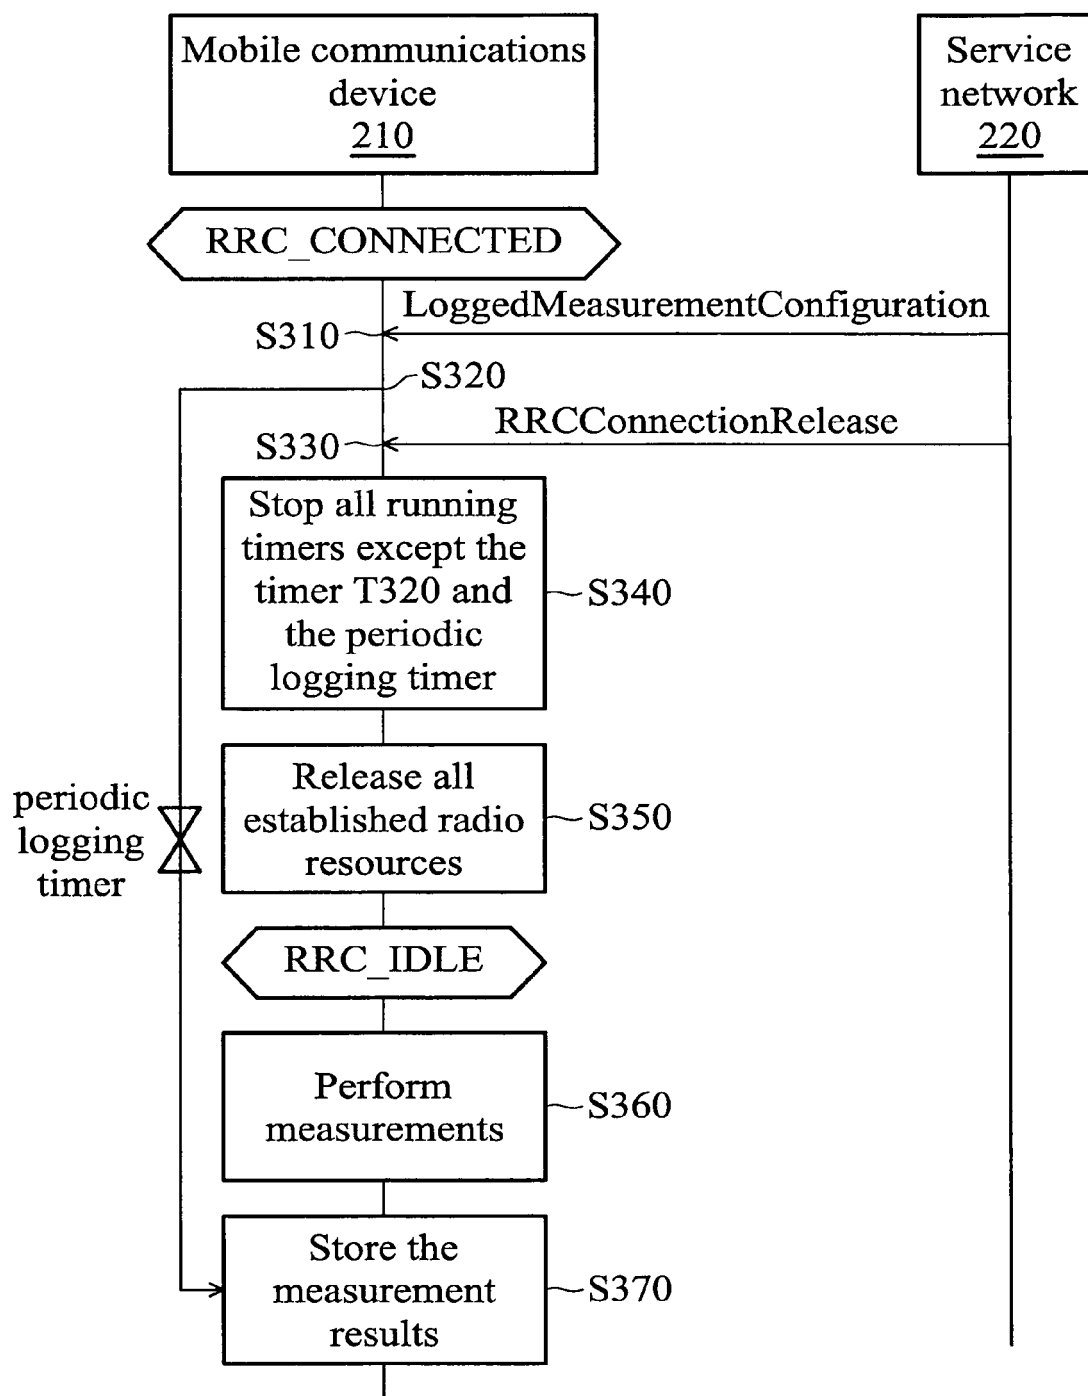 Mobile communications
device
210
Service
network
220
RRC_CONNECTED
LoggedMeasurementConfiguration
S310
S320
RRCConnectionRelease
S330
Stop all running
timers except the
timer T320 and
the periodic
logging timer
S340
Release all
established radio
resources
S350
periodic
logging
timer
RRC_IDLE
Perform
measurements
S360
Store the
measurement
results
S370